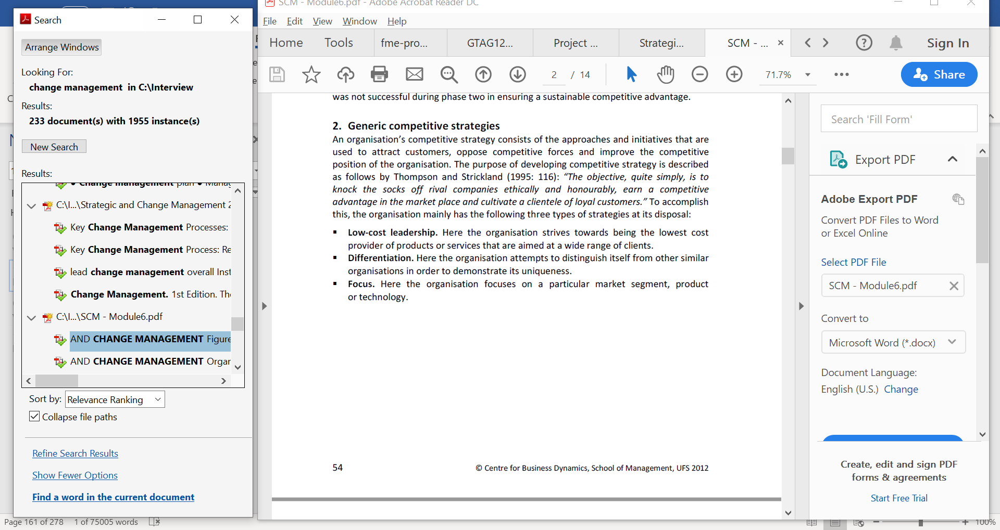 Search
Arrange Windows
Looking For:
change management in C:\Interview
Results:
233 document(s) with 1955 instance(s)
New Search
Results:
Change management plan ● Manag
C:\I...\Strategic and Change Management 2
Key Change Management Processes:
Key Change Management Process: Re
lead change management overall Inst
Change Management. 1st Edition. The
C:\I...\SCM - Module6.pdf
AND CHANGE MANAGEMENT Figure
AND CHANGE MANAGEMENT Organ
Sort by: Relevance Ranking
Collapse file paths
Refine Search Results
Show Fewer Options
Find a word in the current document
Page 161 of 278 1 of 75005 words
SCM - Module6.pdf - Adobe Acrobat Reader DC
File Edit View Window Help
Home Tools fme-pro... GTAG12... Project ... Strategi... SCM - ... Sign In
2 / 14 71.7% Share
was not successful during phase two in ensuring a sustainable competitive advantage.
2. Generic competitive strategies
An organisation’s competitive strategy consists of the approaches and initiatives that are
used to attract customers, oppose competitive forces and improve the competitive
position of the organisation. The purpose of developing competitive strategy is described
as follows by Thompson and Strickland (1995: 116): “The objective, quite simply, is to
knock the socks off rival companies ethically and honourably, earn a competitive
advantage in the market place and cultivate a clientele of loyal customers.” To accomplish
this, the organisation mainly has the following three types of strategies at its disposal:
▪ Low-cost leadership. Here the organisation strives towards being the lowest cost
provider of products or services that are aimed at a wide range of clients.
▪ Differentiation. Here the organisation attempts to distinguish itself from other similar
organisations in order to demonstrate its uniqueness.
▪ Focus. Here the organisation focuses on a particular market segment, product
or technology.
54 © Centre for Business Dynamics, School of Management, UFS 2012
Search 'Fill Form'
Export PDF
Adobe Export PDF
Convert PDF Files to Word
or Excel Online
Select PDF File
SCM - Module6.pdf
Convert to
Microsoft Word (*.docx)
Document Language:
English (U.S.) Change
Create, edit and sign PDF
forms & agreements
Start Free Trial
100%